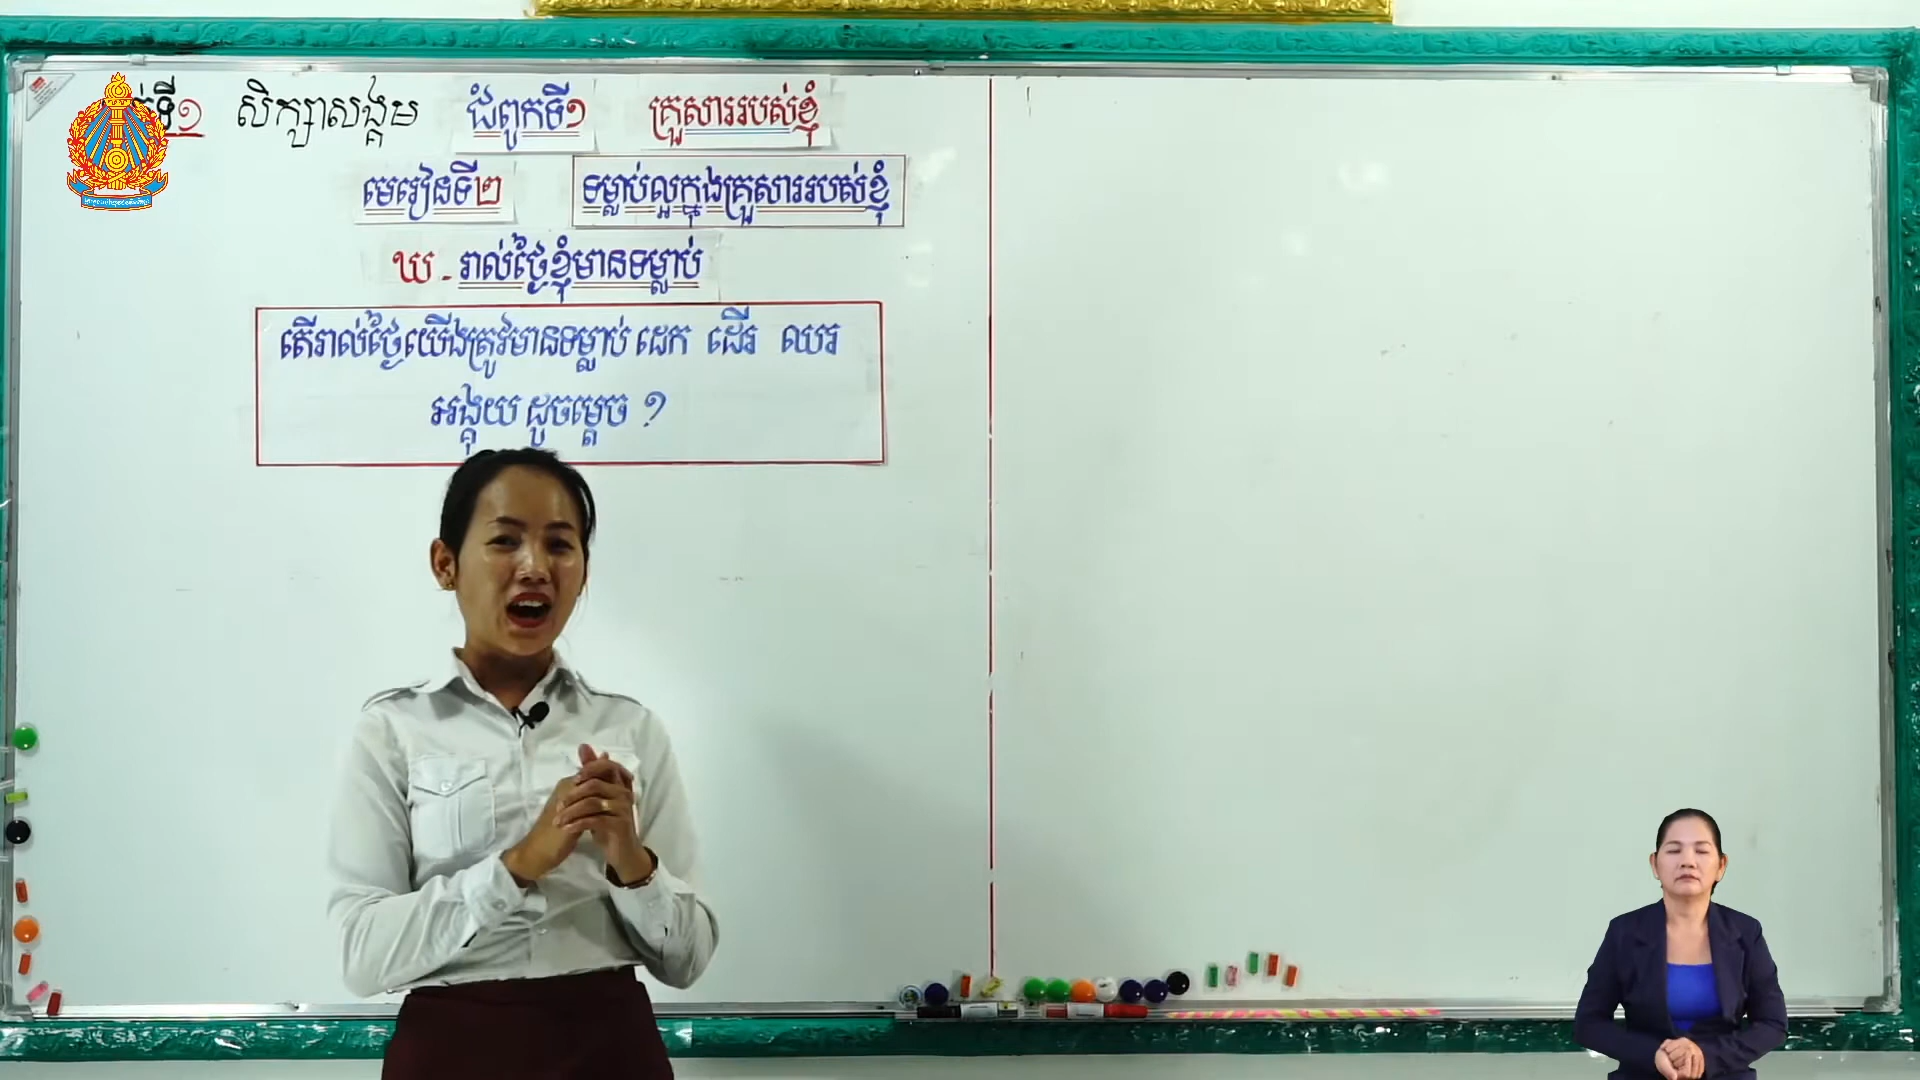 ទី១ សិក្សាសង្គម ជំពូកទី១ គ្រួសាររបស់ខ្ញុំ
មេរៀនទី២ ទម្លាប់ល្អក្នុងគ្រួសាររបស់ខ្ញុំ
ឃ - រាល់ថ្ងៃខ្ញុំមានទម្លាប់
តើរាល់ថ្ងៃយើងត្រូវមានទម្លាប់ ដេក ដើរ ឈរ
អង្គុយ ដូចម្ដេច ?